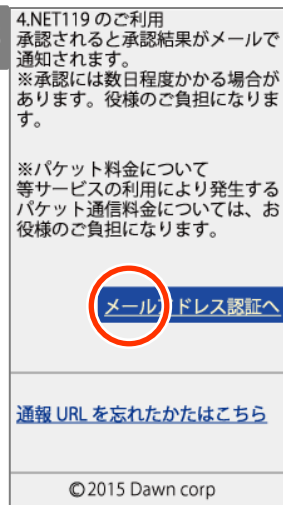 4.NET119 のご利用
承認されると承認結果がメールで
通知されます。
※承認には数日程度かかる場合が
あります。役様のご負担になりま
す。
※パケット料金について
等サービスの利用により発生する
パケット通信料金については、お
役様のご負担になります。
メールアドレス認証へ
通報 URL を忘れたかたはこちら
©2015 Dawn corp